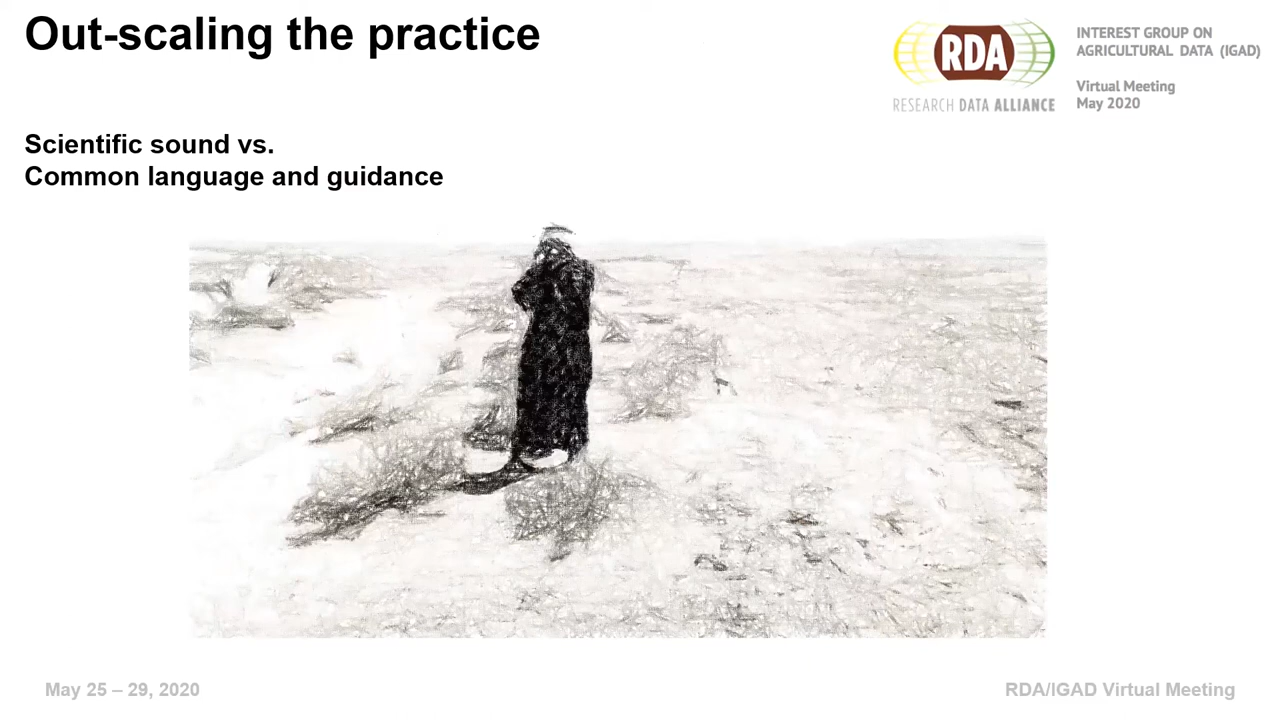 Out-scaling the practice
RDA
RESEARCH DATA ALLIANCE
INTEREST GROUP ON
AGRICULTURAL DATA (IGAD)
Virtual Meeting
May 2020
Scientific sound vs.
Common language and guidance
May 25 – 29, 2020
RDA/IGAD Virtual Meeting